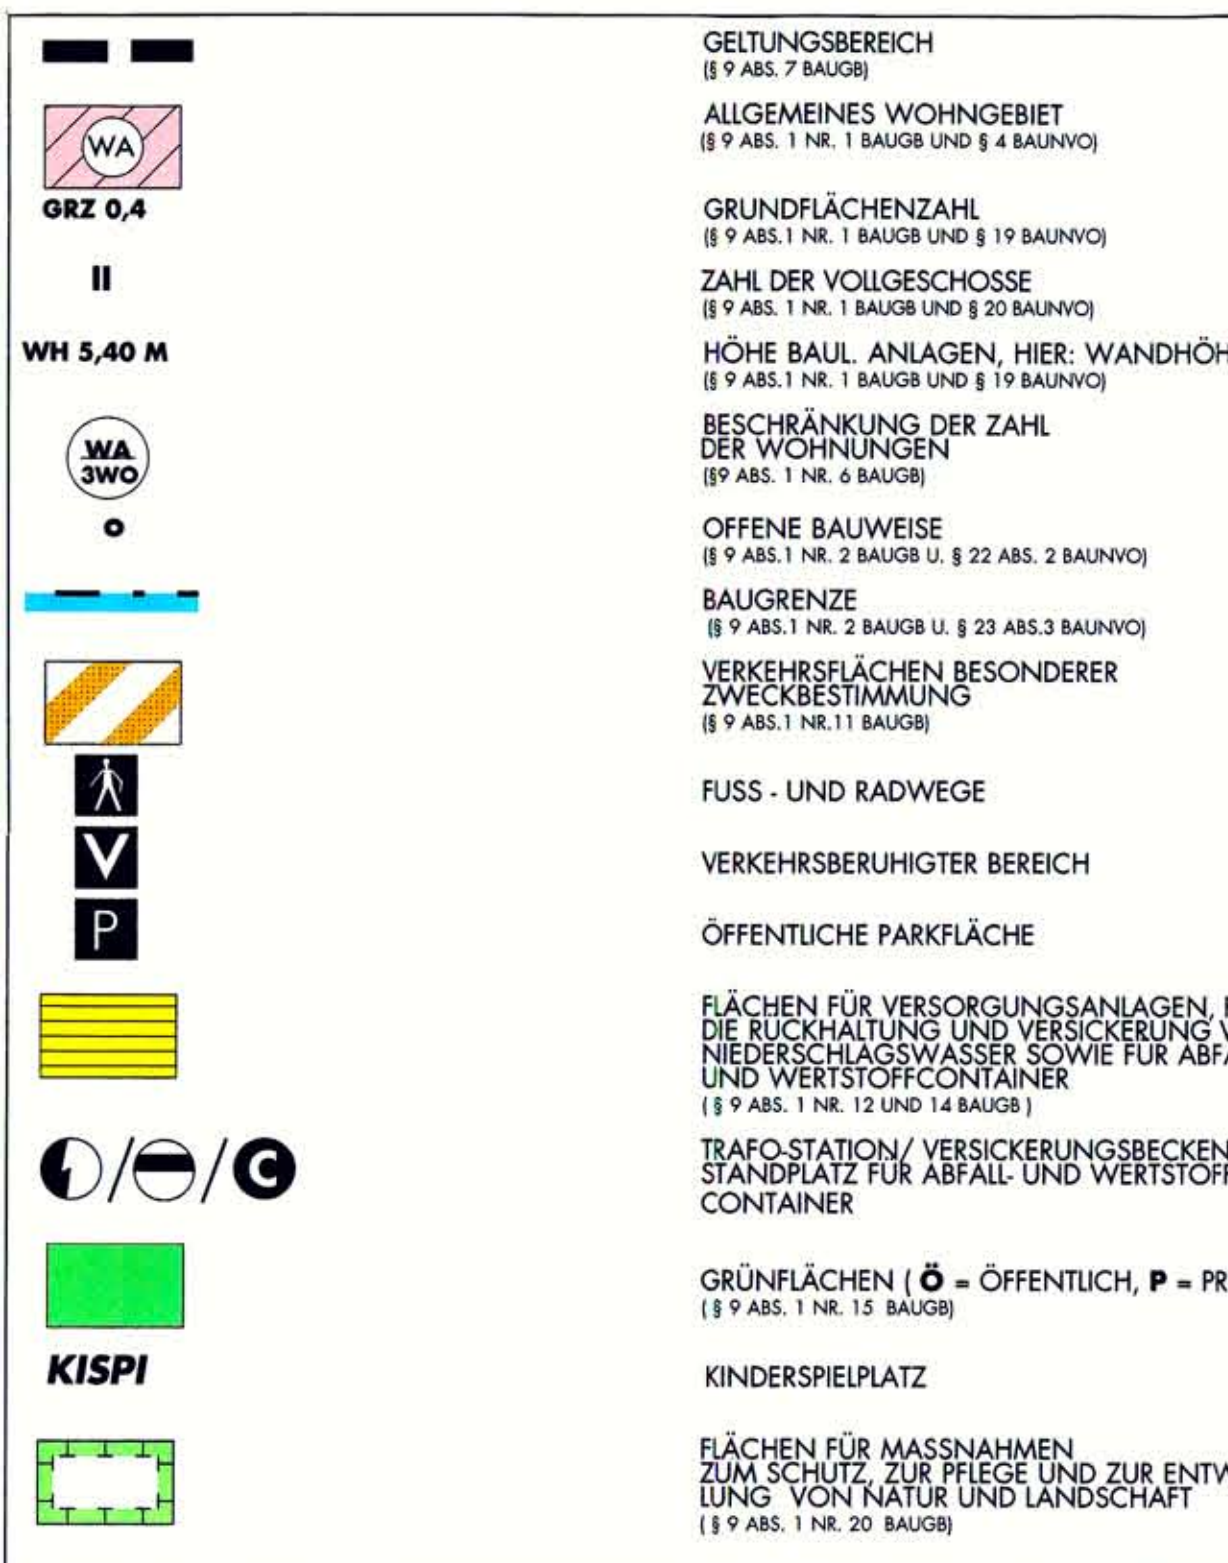 GELTUNGSBEREICH
(§ 9 ABS. 7 BAUGB)
WA
ALLGEMEINES WOHNGEBIET
(§ 9 ABS. 1 NR. 1 BAUGB UND § 4 BAUNVO)
GRZ 0,4
GRUNDFLÄCHENZAHL
(§ 9 ABS.1 NR. 1 BAUGB UND § 19 BAUNVO)
II
ZAHL DER VOLLGESCHOSSE
(§ 9 ABS. 1 NR. 1 BAUGB UND § 20 BAUNVO)
WH 5,40 M
HÖHE BAUL. ANLAGEN, HIER: WANDHÖH
(§ 9 ABS.1 NR. 1 BAUGB UND § 19 BAUNVO)
WA
3WO
BESCHRÄNKUNG DER ZAHL
DER WOHNUNGEN
(§9 ABS. 1 NR. 6 BAUGB)
o
OFFENE BAUWEISE
(§ 9 ABS.1 NR. 2 BAUGB U. § 22 ABS. 2 BAUNVO)
BAUGRENZE
(§ 9 ABS.1 NR. 2 BAUGB U. § 23 ABS.3 BAUNVO)
VERKEHRSFLÄCHEN BESONDERER
ZWECKBESTIMMUNG
(§ 9 ABS.1 NR.11 BAUGB)
FUSS - UND RADWEGE
V
VERKEHRSBERUHIGTER BEREICH
P
ÖFFENTLICHE PARKFLÄCHE
FLÄCHEN FÜR VERSORGUNGSANLAGEN,
DIE RÜCKHALTUNG UND VERSICKERUNG V
NIEDERSCHLAGSWASSER SOWIE FÜR ABFA
UND WERTSTOFFCONTAINER
( § 9 ABS. 1 NR. 12 UND 14 BAUGB )
/ / C
TRAFO-STATION/ VERSICKERUNGSBECKEN
STANDPLATZ FÜR ABFALL- UND WERTSTOFF
CONTAINER
GRÜNFLÄCHEN ( Ö = ÖFFENTLICH, P = PR
( § 9 ABS. 1 NR. 15 BAUGB)
KISPI
KINDERSPIELPLATZ
FLÄCHEN FÜR MASSNAHMEN
ZUM SCHUTZ, ZUR PFLEGE UND ZUR ENTW
LUNG VON NATUR UND LANDSCHAFT
( § 9 ABS. 1 NR. 20 BAUGB)